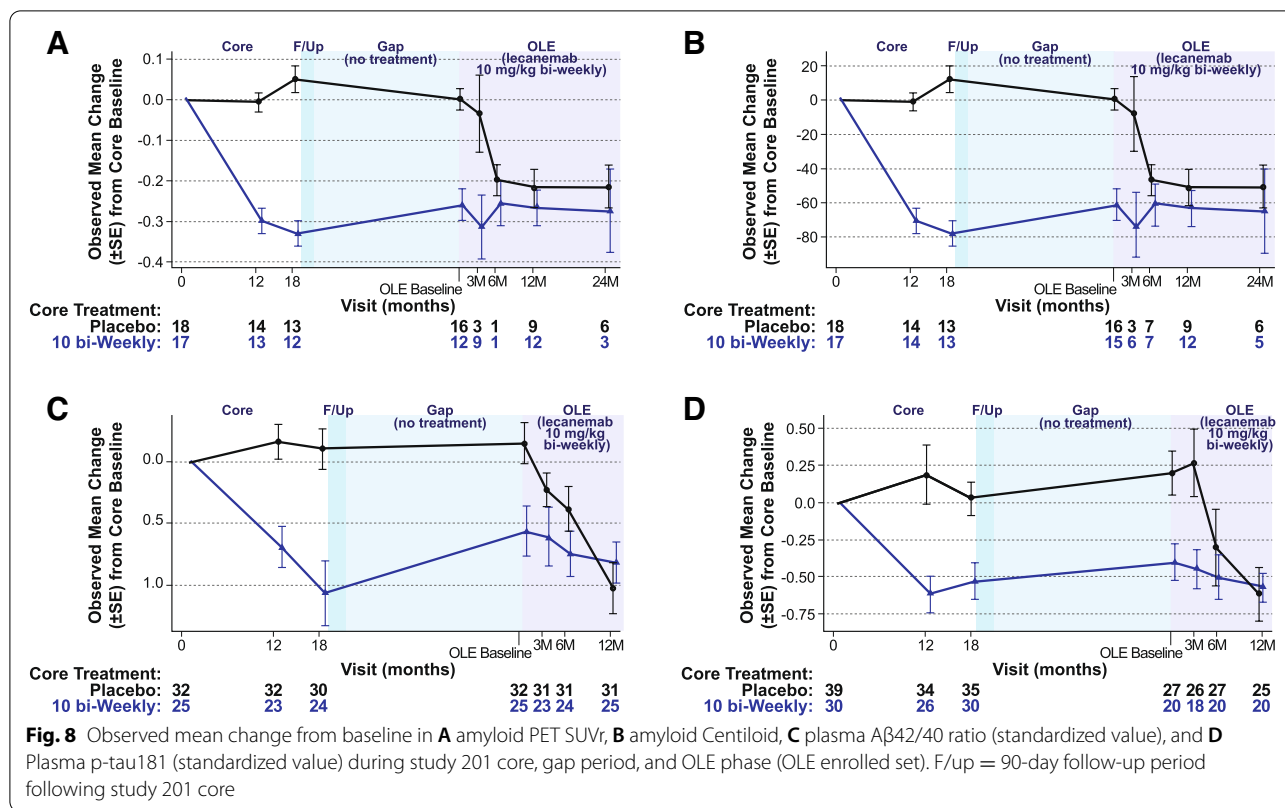 A
Core F/Up Gap OLE
(no treatment) (lecanemab
10 mg/kg bi-weekly)
Observed Mean Change
(±SE) from Core Baseline
0.1
0.0
-0.1
-0.2
-0.3
-0.4
0 12 18 OLE Baseline 3M 6M 12M 24M
Visit (months)
Core Treatment:
Placebo: 18 14 13 16 3 1 9 6
10 bi-Weekly: 17 13 12 12 9 1 12 3
B
Core F/Up Gap OLE
(no treatment) (lecanemab
10 mg/kg bi-weekly)
Observed Mean Change
(±SE) from Core Baseline
20
0
-20
-40
-60
-80
0 12 18 OLE Baseline 3M 6M 12M 24M
Visit (months)
Core Treatment:
Placebo: 18 14 13 16 3 7 9 6
10 bi-Weekly: 17 14 13 15 6 7 12 5
C
Core F/Up Gap OLE
(no treatment) (lecanemab
10 mg/kg
bi-weekly)
Observed Mean Change
(±SE) from Core Baseline
0.0
0.5
1.0
0 12 18 OLE Baseline 3M 6M 12M
Visit (months)
Core Treatment:
Placebo: 32 32 30 32 31 31 31
10 bi-Weekly: 25 23 24 25 23 24 25
D
Core F/Up Gap OLE
(no treatment) (lecanemab
10 mg/kg
bi-weekly)
Observed Mean Change
(±SE) from Core Baseline
0.50
0.25
0.0
-0.25
-0.50
-0.75
0 12 18 OLE Baseline 3M 6M 12M
Visit (months)
Core Treatment:
Placebo: 39 34 35 27 26 27 25
10 bi-Weekly: 30 26 30 20 18 20 20
Fig. 8 Observed mean change from baseline in A amyloid PET SUVr, B amyloid Centiloid, C plasma Aβ42/40 ratio (standardized value), and D
Plasma p-tau181 (standardized value) during study 201 core, gap period, and OLE phase (OLE enrolled set). F/up = 90-day follow-up period
following study 201 core